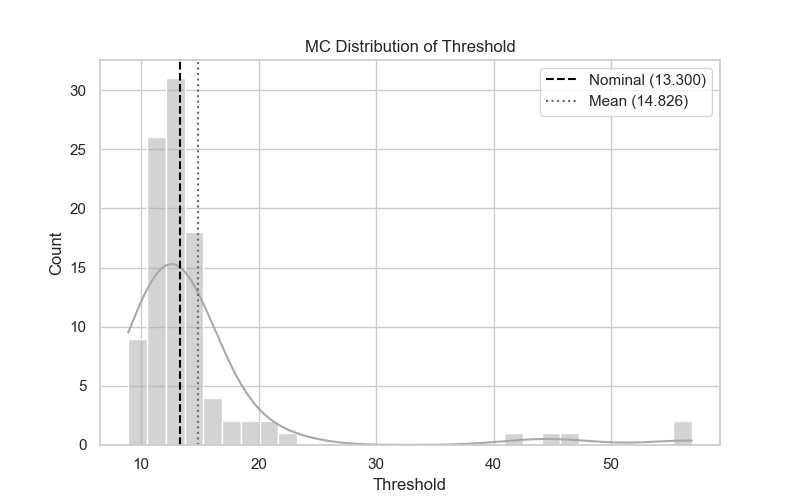 MC Distribution of Threshold
Nominal (13.300)
Mean (14.826)
Count
30
25
20
15
10
5
0
10 20 30 40 50
Threshold